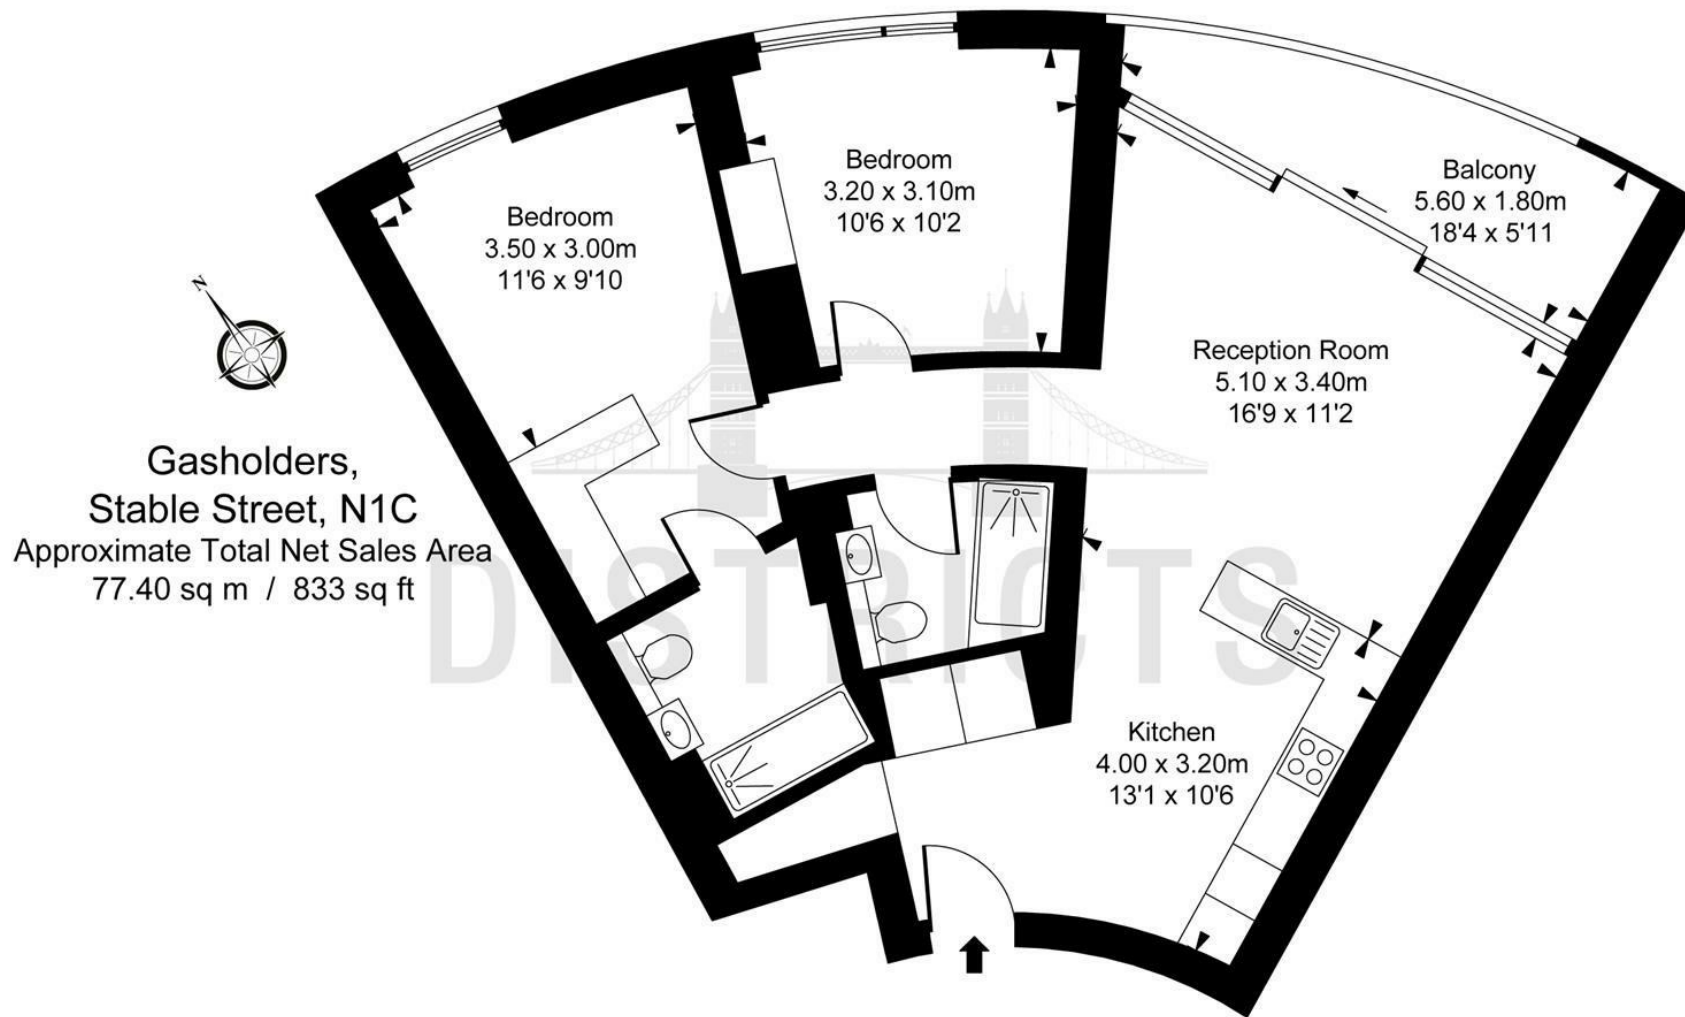 Bedroom
3.20 x 3.10m
10'6 x 10'2
Balcony
5.60 x 1.80m
18'4 x 5'11
Bedroom
3.50 x 3.00m
11'6 x 9'10
N
Reception Room
5.10 x 3.40m
16'9 x 11'2
Gasholders,
Stable Street, N1C
Approximate Total Net Sales Area
77.40 sq m / 833 sq ft
DISTRICTS
Kitchen
4.00 x 3.20m
13'1 x 10'6